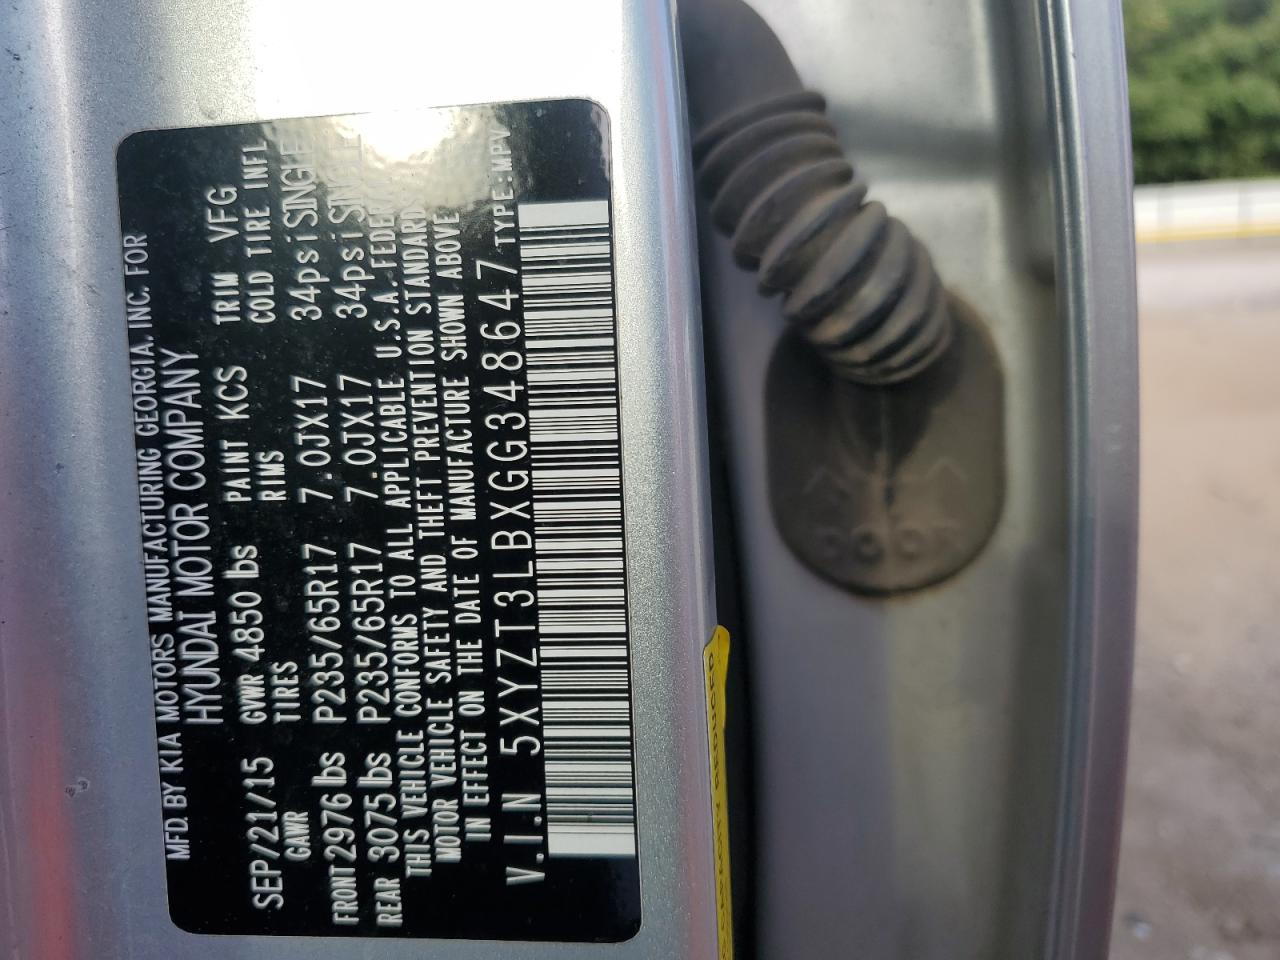 MFD. BY KIA MOTORS MANUFACTURING GEORGIA. INC. FOR
HYUNDAI MOTOR COMPANY
SEP/21/15 GVWR 4850 lbs PAINT KCS TRIM VFG
GAWR TIRES RIMS COLD TIRE INFL
FRONT 2976 lbs P235/65R17 7.0JX17 34psi SINGLE
REAR 3075 lbs P235/65R17 7.0JX17 34psi SINGLE
THIS VEHICLE CONFORMS TO ALL APPLICABLE U.S.A. FEDERAL
MOTOR VEHICLE SAFETY AND THEFT PREVENTION STANDARDS
IN EFFECT ON THE DATE OF MANUFACTURE SHOWN ABOVE
V.I.N 5XYZT3LBXGG348647 TYPE:MPV
DOOR